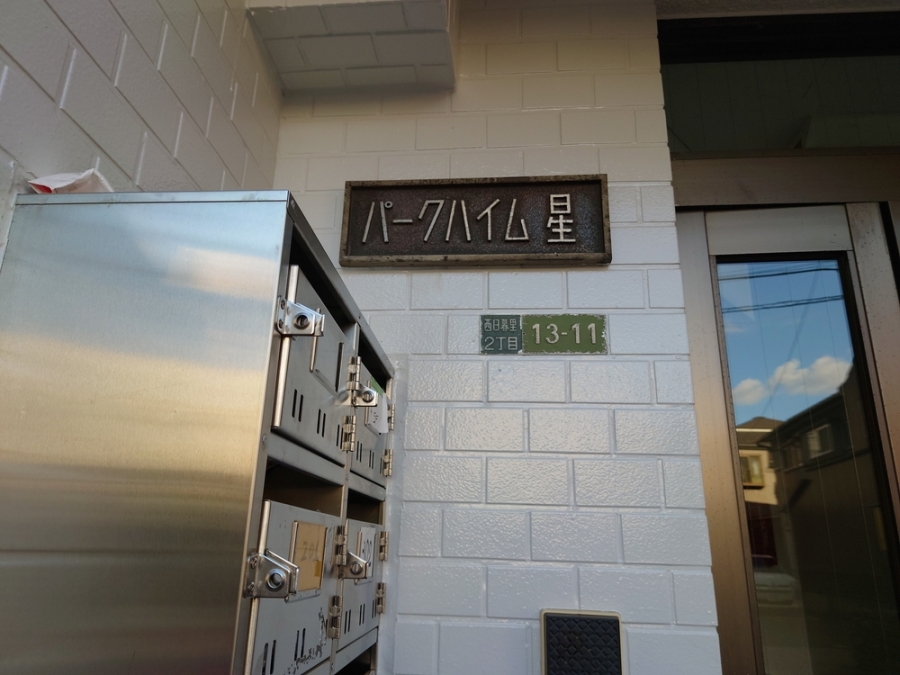 パークハイム 星
西日暮里
2丁目
13-11